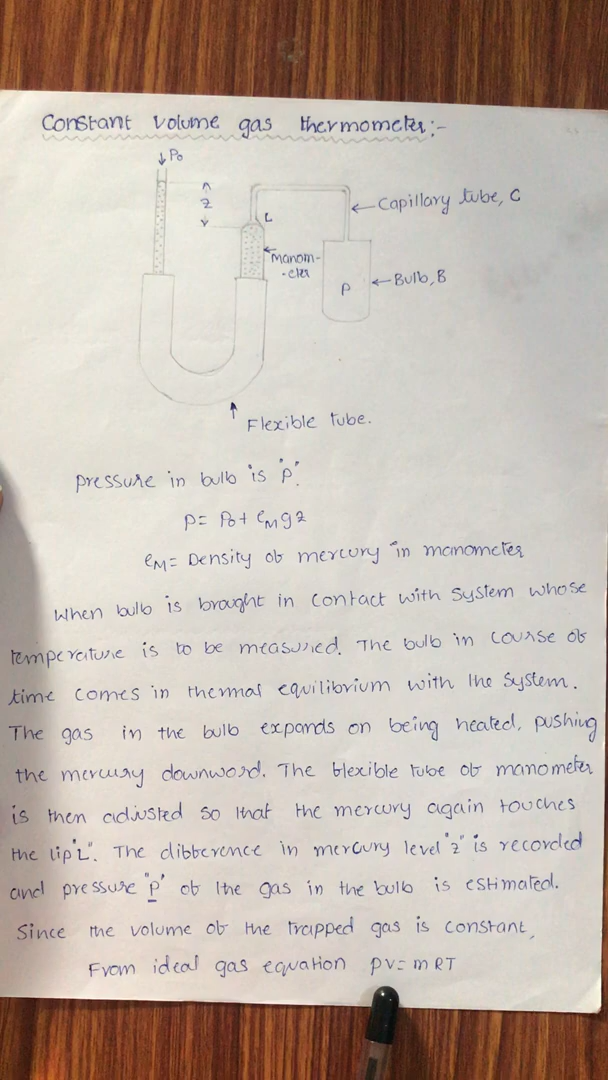 Constant volume gas thermometer:-
↓P₀
z
L
Capillary tube, C
Manom-
-eter
P
Bulb, B
Flexible tube.
pressure in bulb is "p".
p = P₀ + ρₘgz
ρₘ = Density of mercury in manometer
When bulb is brought in contact with system whose
temperature is to be measured. The bulb in course of
time comes in thermal equilibrium with the system.
The gas in the bulb expands on being heated, pushing
the mercury downword. The flexible tube of manometer
is then adjusted so that the mercury again touches
the lip "L". The difference in mercury level "z" is recorded
and pressure "p" of the gas in the bulb is estimated.
Since the volume of the trapped gas is constant,
From ideal gas equation pv = mRT